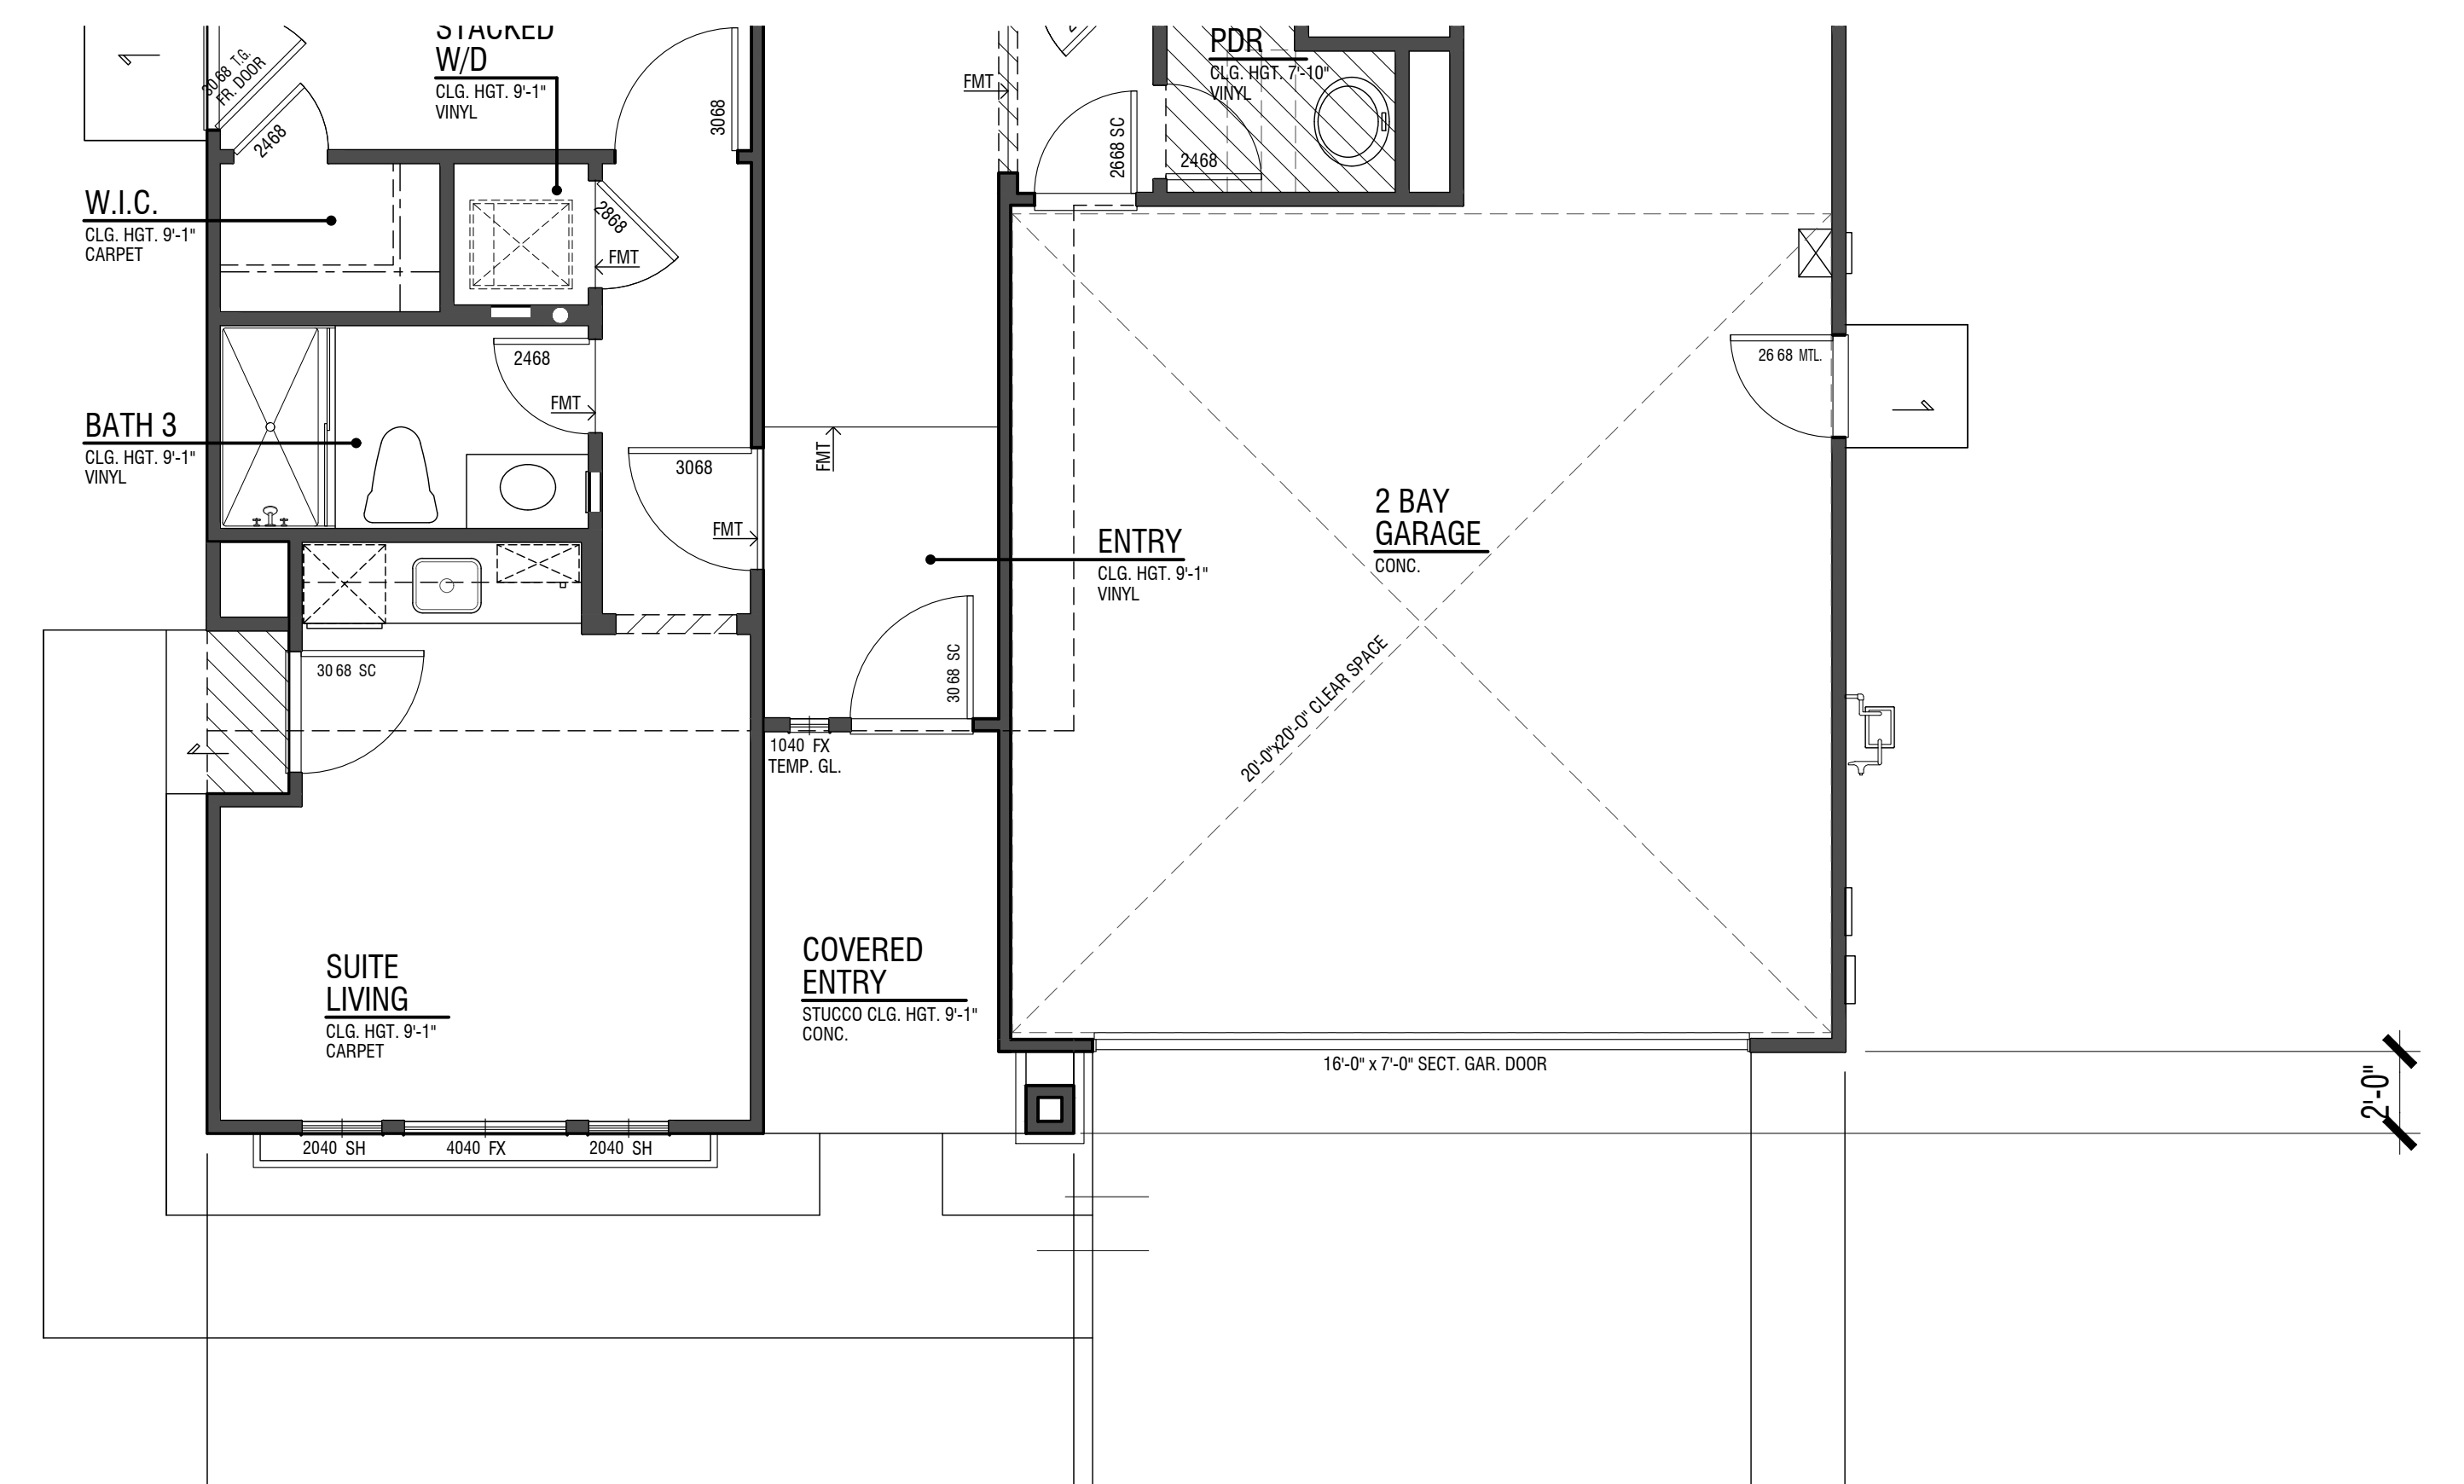 STACKED
W/D
CLG. HGT. 9'-1"
VINYL
30 68 T.G.
FR. DOOR
2468
3068
FMT
2668 SC
PDR
CLG. HGT. 7'-10"
VINYL
2468
W.I.C.
CLG. HGT. 9'-1"
CARPET
2868
FMT
2468
FMT
BATH 3
CLG. HGT. 9'-1"
VINYL
3068
FMT
FMT
26 68 MTL.
2 BAY
GARAGE
CONC.
ENTRY
CLG. HGT. 9'-1"
VINYL
20'-0"x20'-0" CLEAR SPACE
30 68 SC
30 68 SC
1040 FX
TEMP. GL.
SUITE
LIVING
CLG. HGT. 9'-1"
CARPET
COVERED
ENTRY
STUCCO CLG. HGT. 9'-1"
CONC.
16'-0" x 7'-0" SECT. GAR. DOOR
2'-0"
2040 SH
4040 FX
2040 SH